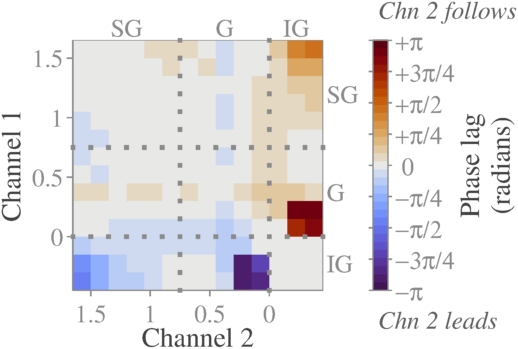 Chn 2 follows
SG G IG
1.5
1
0.5
0
Channel 1
SG
G
IG
1.5 1 0.5 0
Channel 2
+π
+3π/4
+π/2
+π/4
0
−π/4
−π/2
−3π/4
−π
Phase lag
(radians)
Chn 2 leads